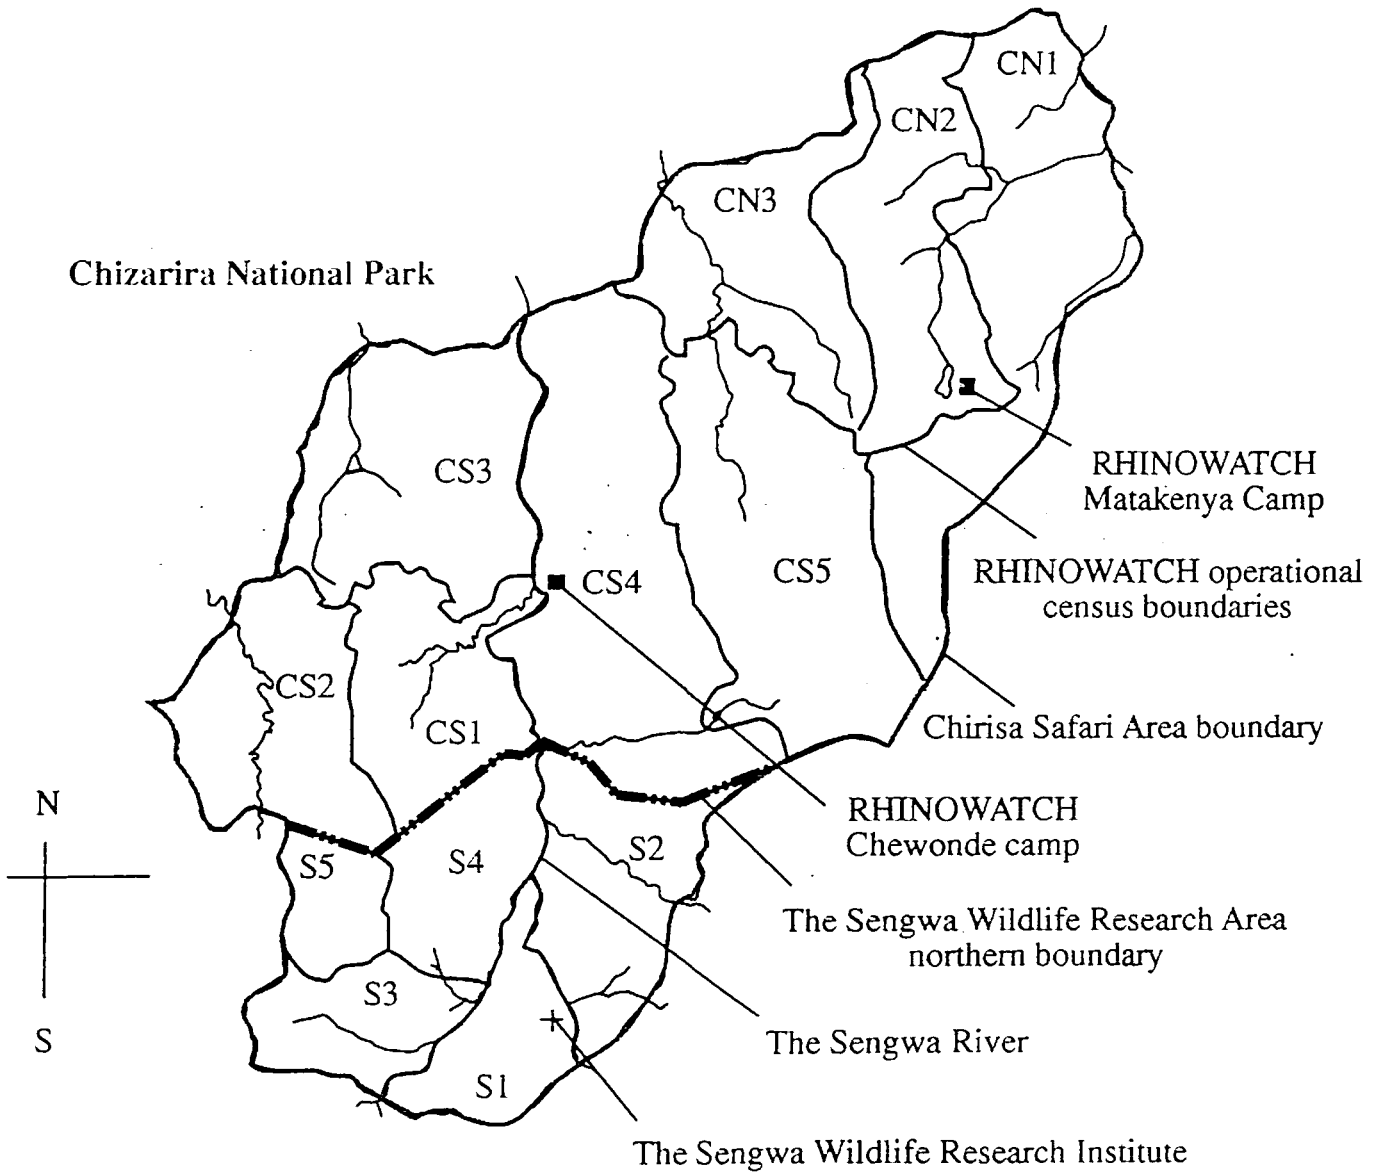 CN1
CN2
CN3
Chizarira National Park
CS3
RHINOWATCH
Matakenya Camp
CS4
CS5
RHINOWATCH operational
census boundaries
CS2
CS1
Chirisa Safari Area boundary
N
RHINOWATCH
Chewonde camp
S5
S4
S2
The Sengwa Wildlife Research Area
northern boundary
S3
S
The Sengwa River
S1
The Sengwa Wildlife Research Institute